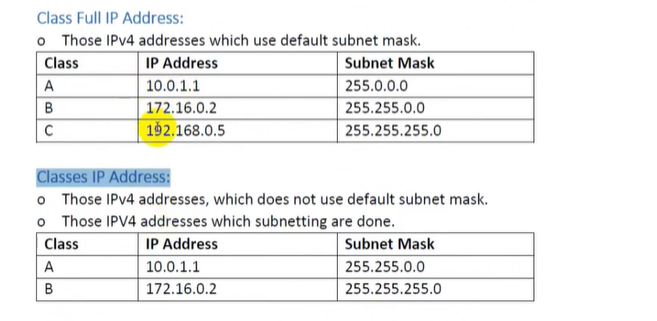 Class Full IP Address:
o Those IPv4 addresses which use default subnet mask.
Class IP Address Subnet Mask
A 10.0.1.1 255.0.0.0
B 172.16.0.2 255.255.0.0
C 192.168.0.5 255.255.255.0
Classes IP Address:
o Those IPv4 addresses, which does not use default subnet mask.
o Those IPV4 addresses which subnetting are done.
Class IP Address Subnet Mask
A 10.0.1.1 255.255.0.0
B 172.16.0.2 255.255.255.0